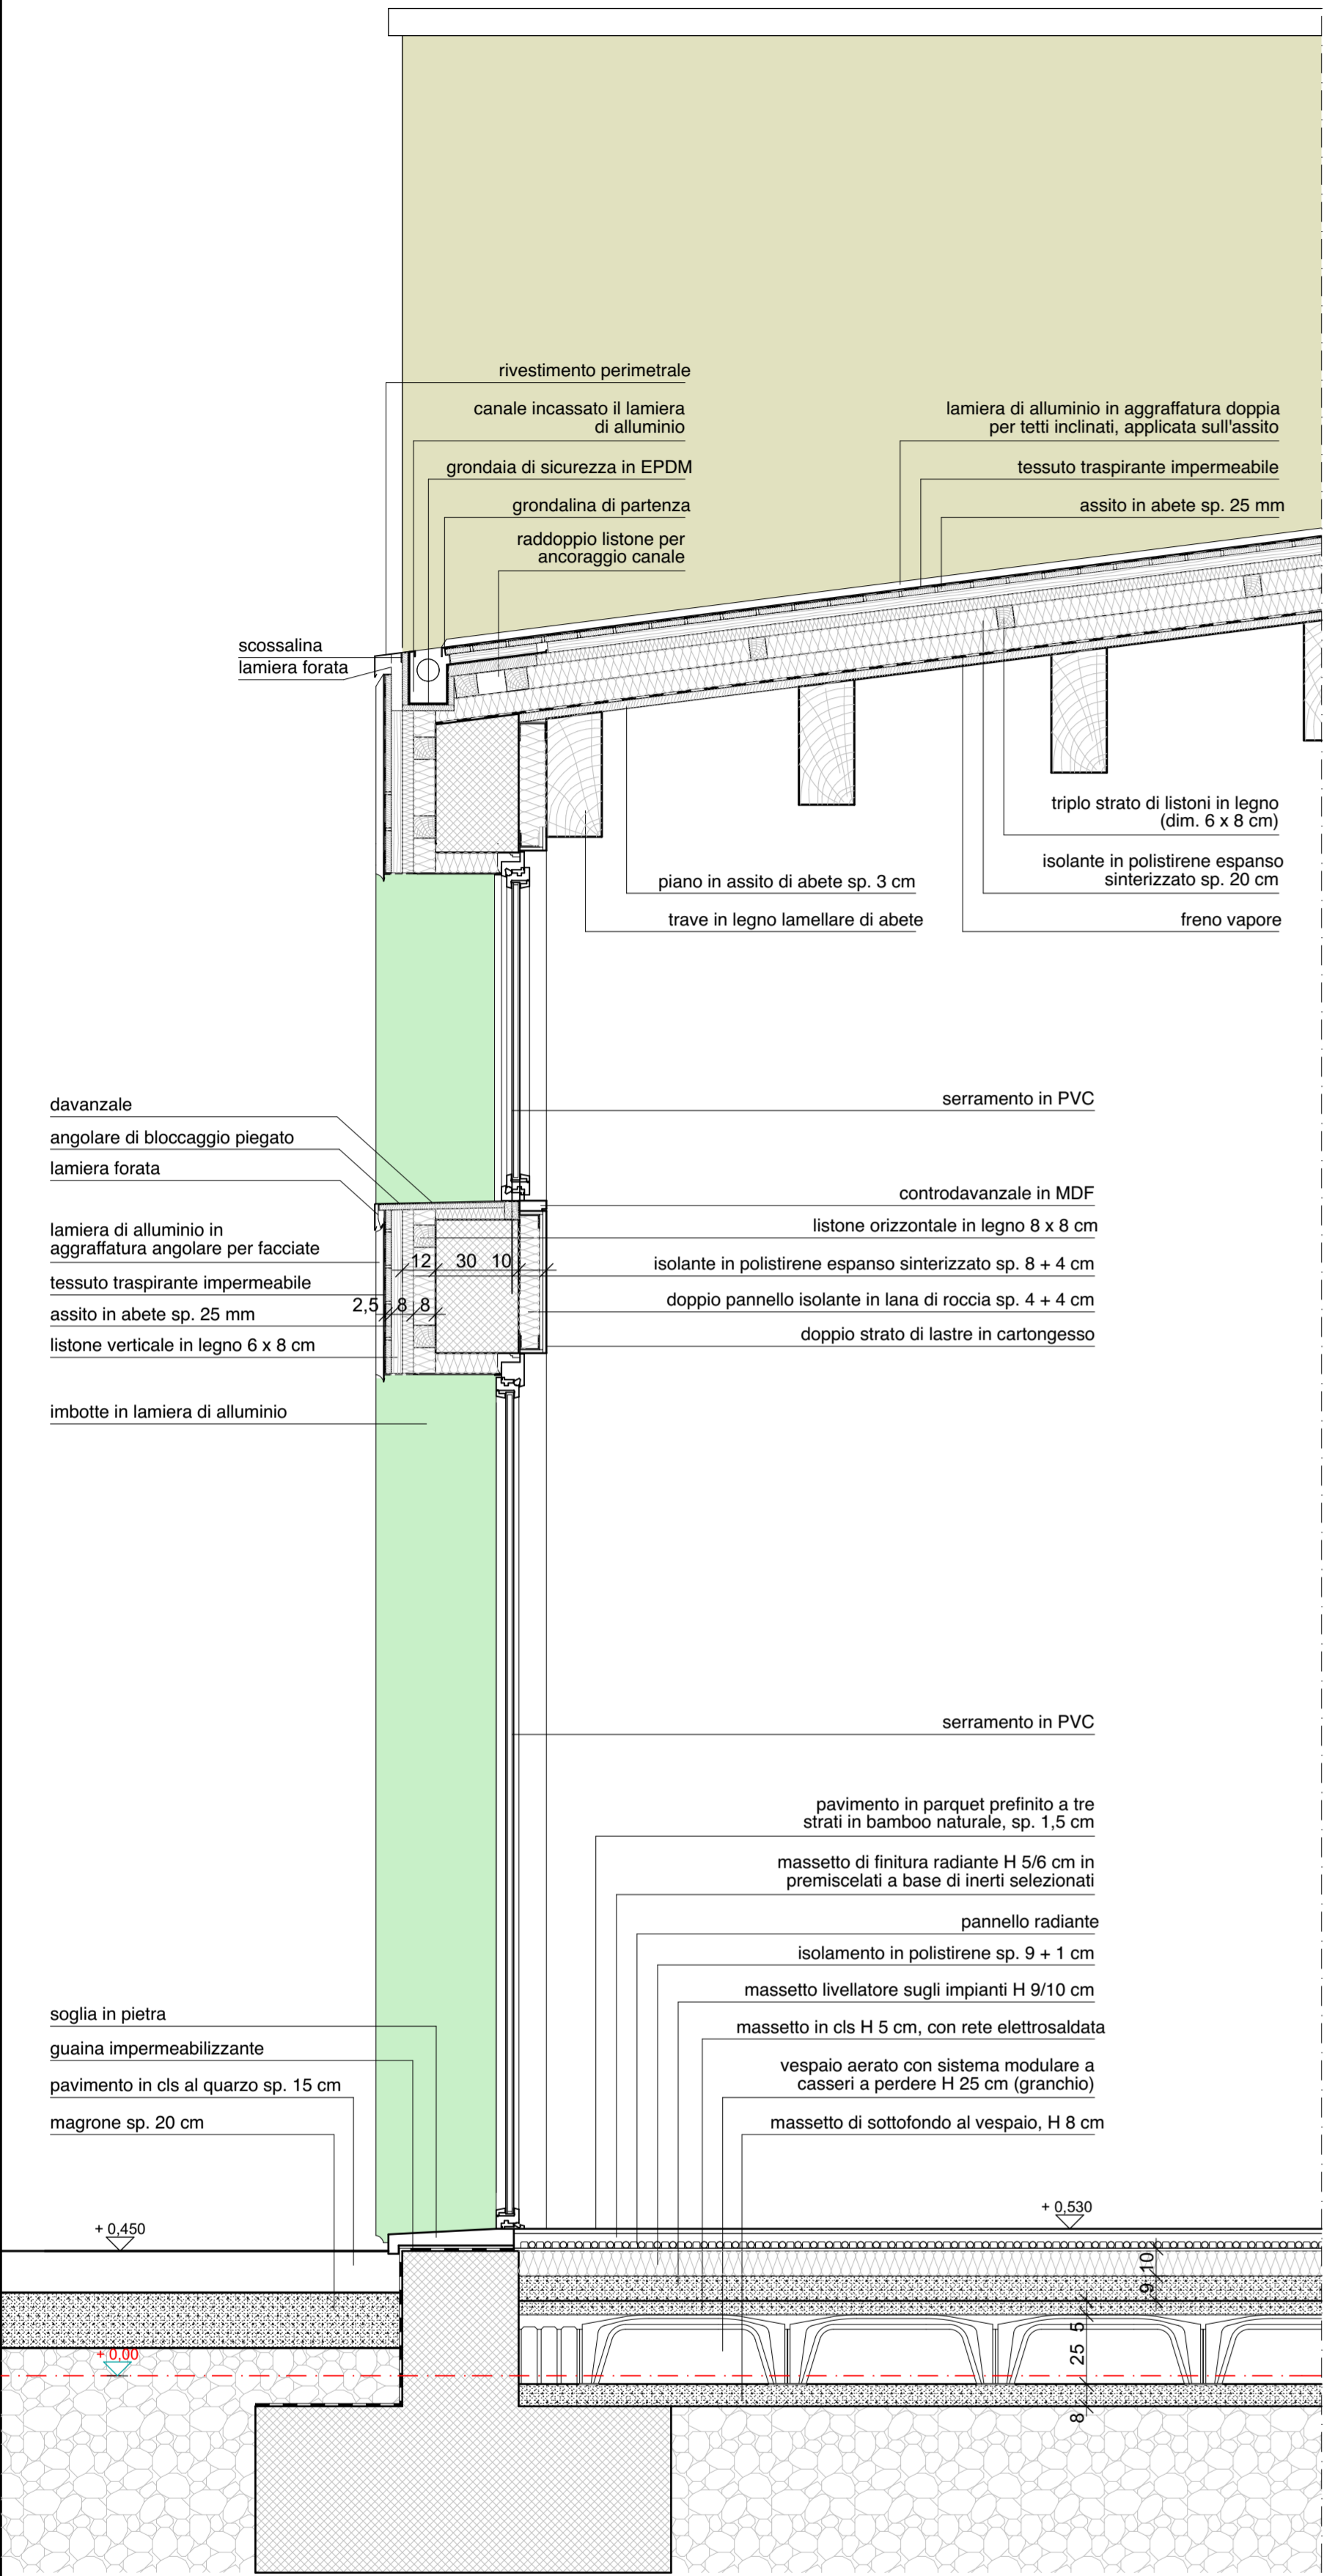 rivestimento perimetrale
canale incassato il lamiera
di alluminio
grondaia di sicurezza in EPDM
grondalina di partenza
raddoppio listone per
ancoraggio canale
lamiera di alluminio in aggraffatura doppia
per tetti inclinati, applicata sull'assito
tessuto traspirante impermeabile
assito in abete sp. 25 mm
scossalina
lamiera forata
triplo strato di listoni in legno
(dim. 6 x 8 cm)
isolante in polistirene espanso
sinterizzato sp. 20 cm
freno vapore
piano in assito di abete sp. 3 cm
trave in legno lamellare di abete
davanzale
angolare di bloccaggio piegato
lamiera forata
lamiera di alluminio in
aggraffatura angolare per facciate
tessuto traspirante impermeabile
assito in abete sp. 25 mm
listone verticale in legno 6 x 8 cm
imbotte in lamiera di alluminio
12 30 10
2,5 8 8
serramento in PVC
controdavanzale in MDF
listone orizzontale in legno 8 x 8 cm
isolante in polistirene espanso sinterizzato sp. 8 + 4 cm
doppio pannello isolante in lana di roccia sp. 4 + 4 cm
doppio strato di lastre in cartongesso
serramento in PVC
pavimento in parquet prefinito a tre
strati in bamboo naturale, sp. 1,5 cm
massetto di finitura radiante H 5/6 cm in
premiscelati a base di inerti selezionati
pannello radiante
isolamento in polistirene sp. 9 + 1 cm
massetto livellatore sugli impianti H 9/10 cm
massetto in cls H 5 cm, con rete elettrosaldata
vespaio aerato con sistema modulare a
casseri a perdere H 25 cm (granchio)
massetto di sottofondo al vespaio, H 8 cm
soglia in pietra
guaina impermeabilizzante
pavimento in cls al quarzo sp. 15 cm
magrone sp. 20 cm
+ 0,450
+ 0,530
+ 0,00
9 10
8 25 5